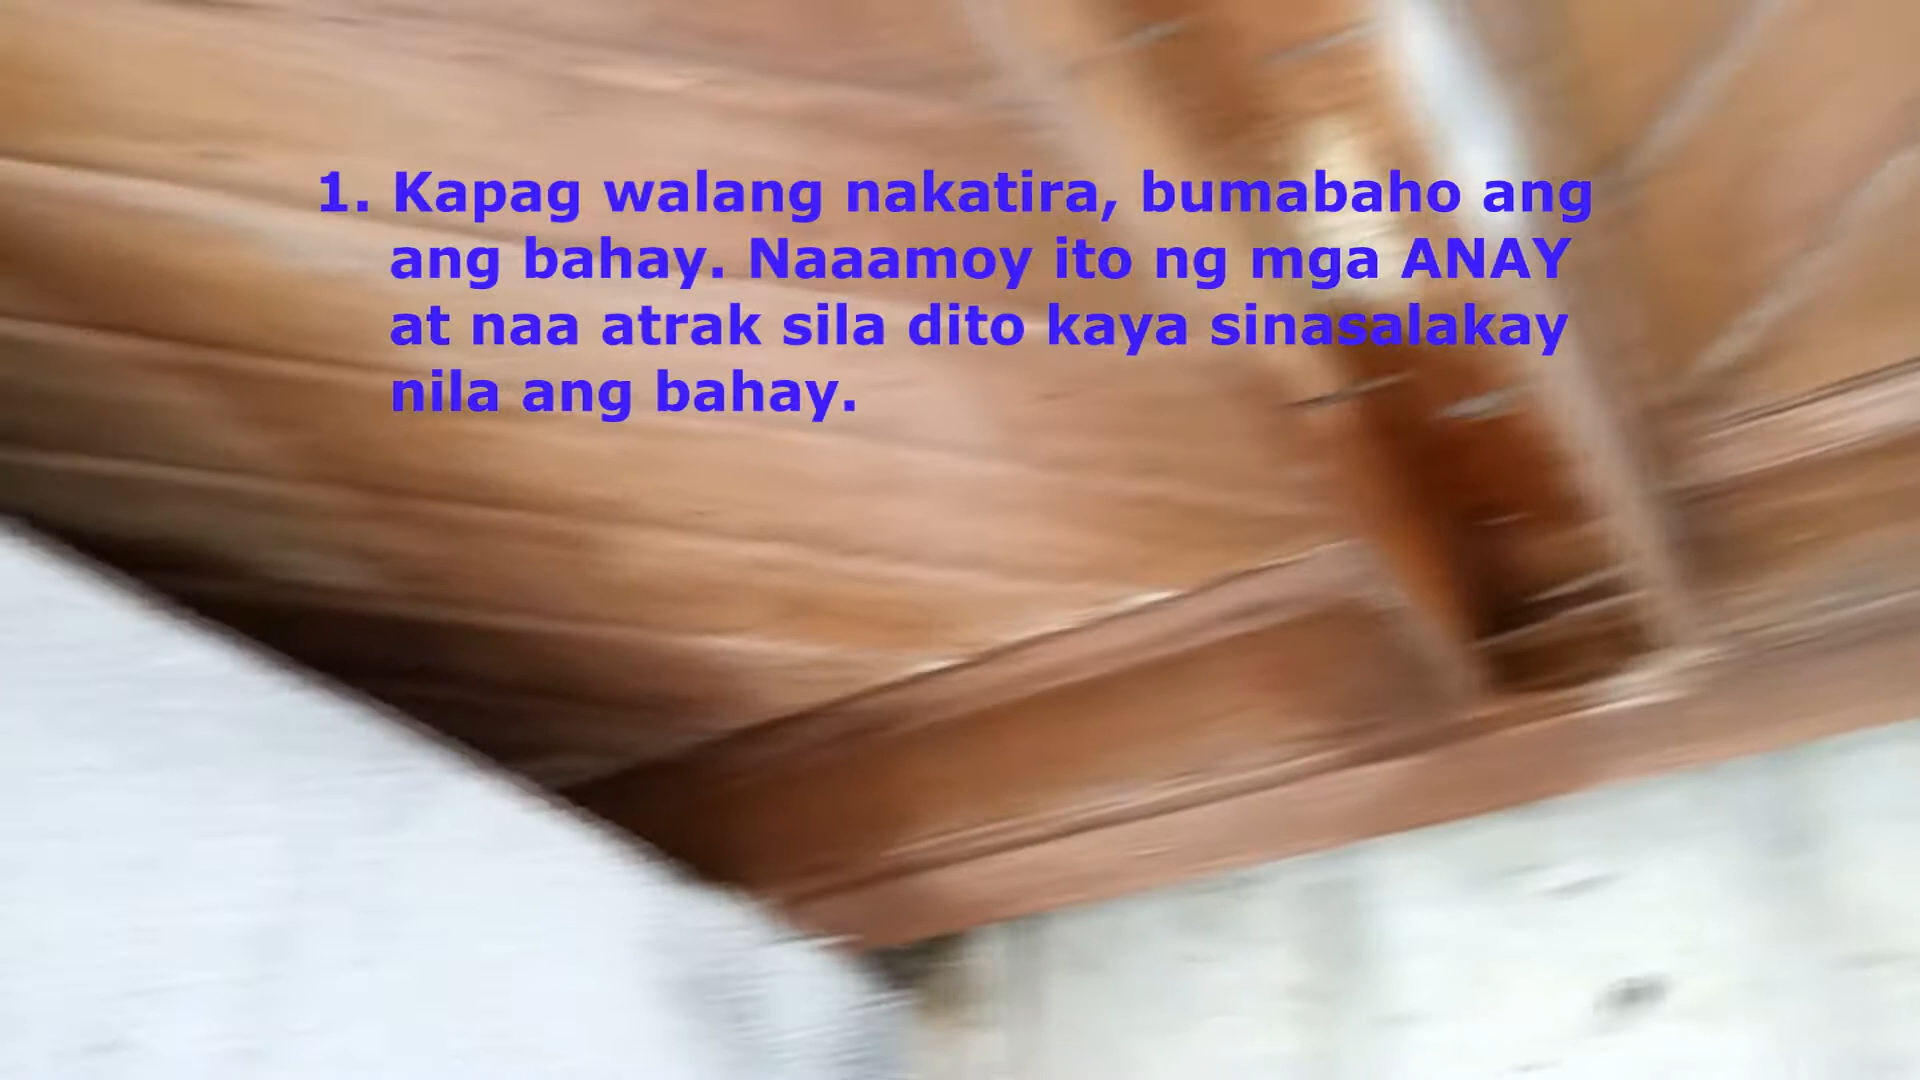 1. Kapag walang nakatira, bumabaho ang
ang bahay. Naaamoy ito ng mga ANAY
at naa atrak sila dito kaya sinasalakay
nila ang bahay.